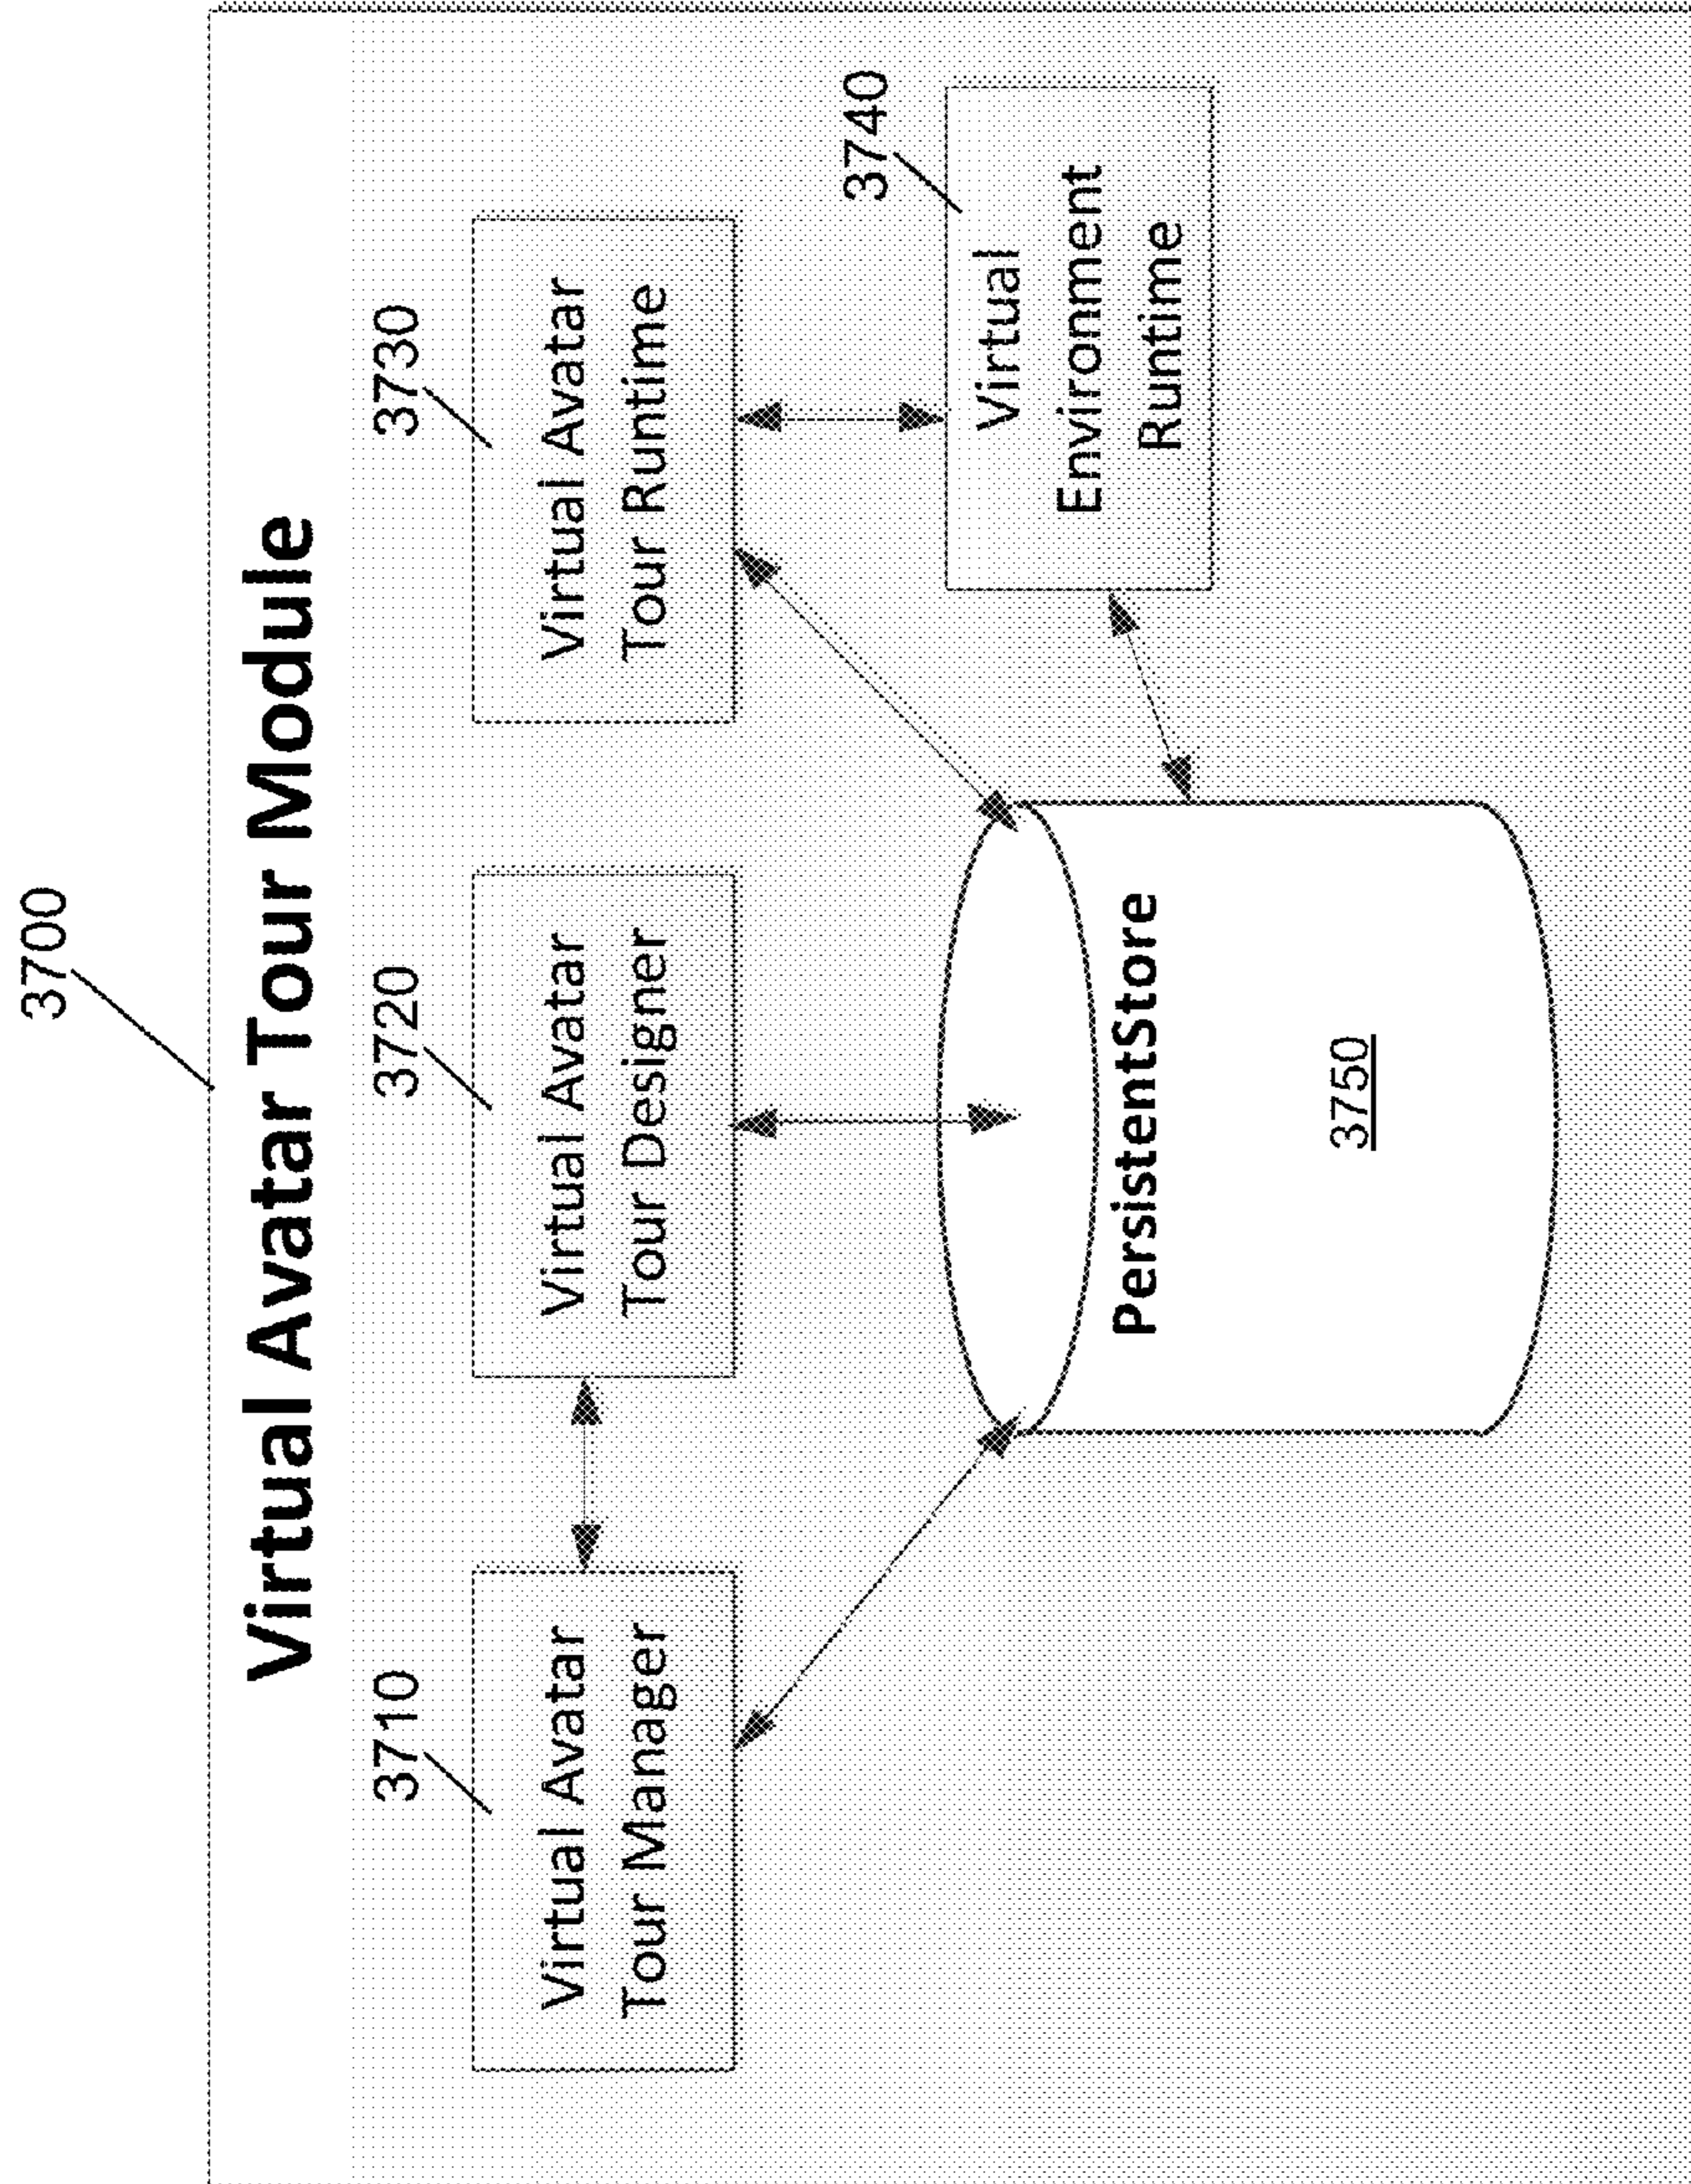 3700
Virtual Avatar Tour Module
3710
Virtual Avatar
Tour Manager
3720
Virtual Avatar
Tour Designer
3730
Virtual Avatar
Tour Runtime
3740
Virtual
Environment
Runtime
PersistentStore
3750